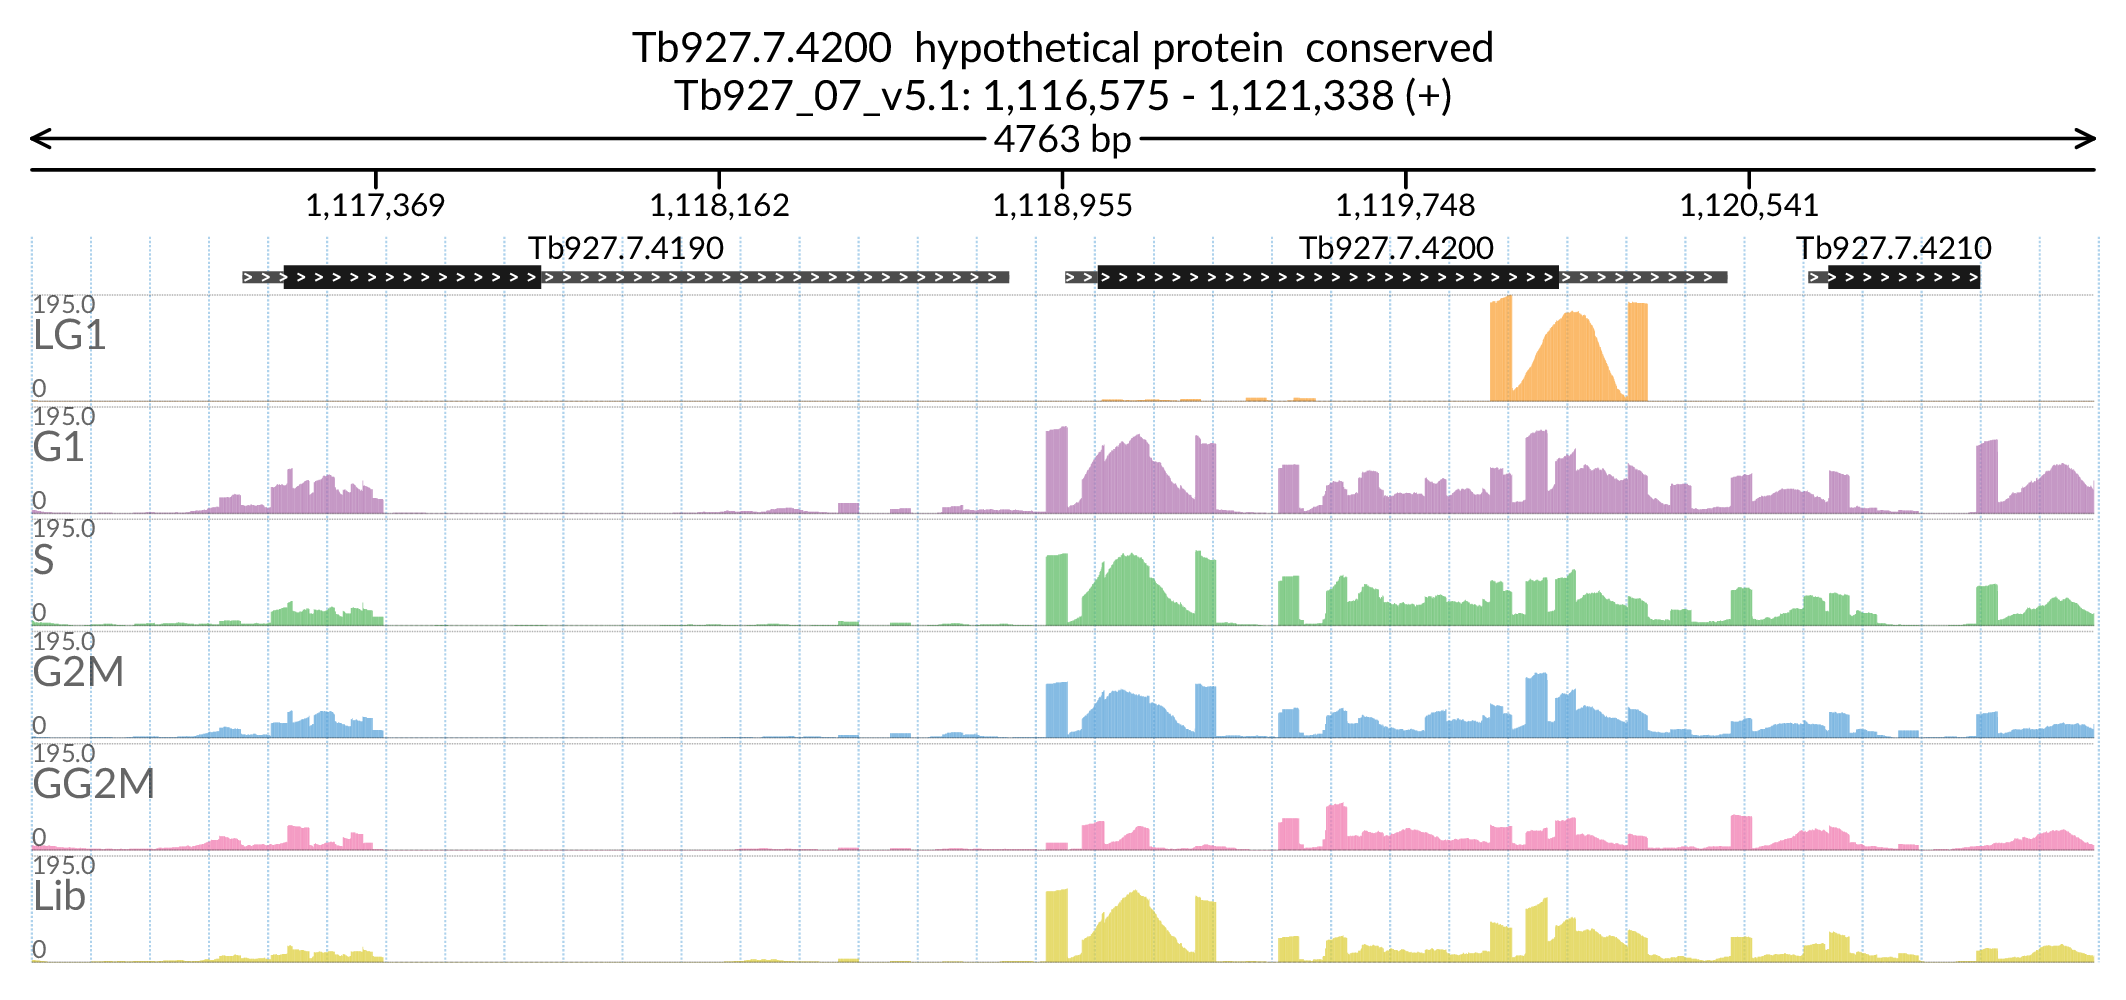 Tb927.7.4200  hypothetical protein  conserved
Tb927_07_v5.1: 1,116,575 - 1,121,338 (+)
4763 bp
1,117,369 1,118,162 1,118,955 1,119,748 1,120,541
Tb927.7.4190 Tb927.7.4200 Tb927.7.4210
195.0
LG1
0
195.0
G1
0
195.0
S
0
195.0
G2M
0
195.0
GG2M
0
195.0
Lib
0